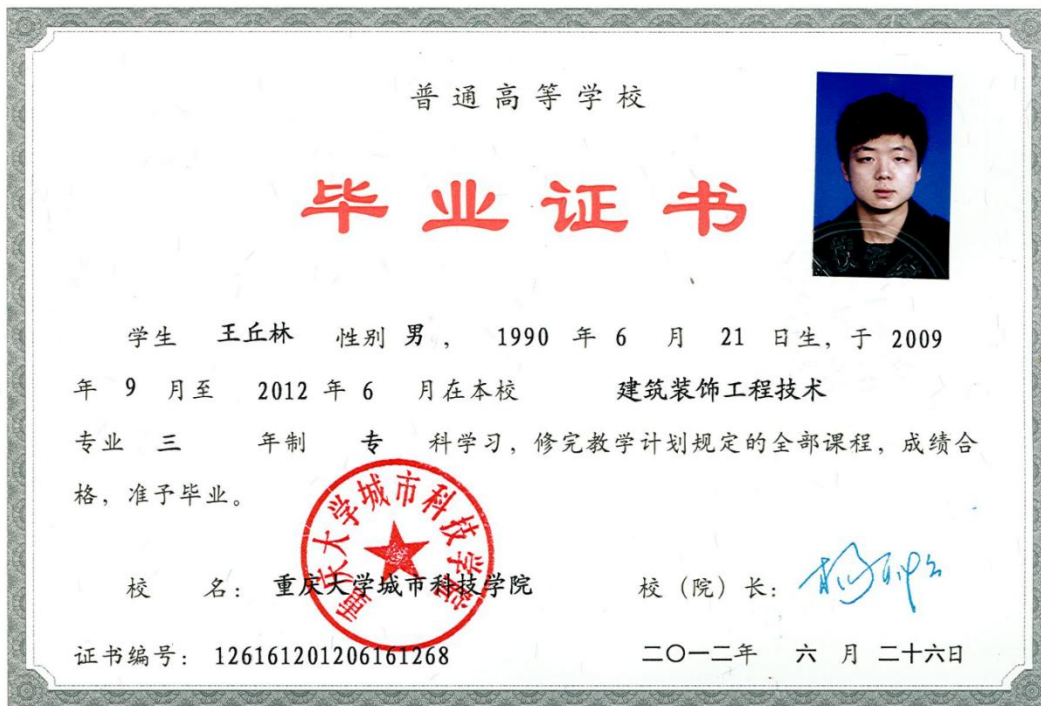 普通高等学校
毕业证书
学生 王丘林 性别 男 , 1990 年 6 月 21 日生, 于 2009
年 9 月至 2012 年 6 月在本校 建筑装饰工程技术
专业 三 年制 专 科学习, 修完教学计划规定的全部课程, 成绩合
格, 准予毕业。
重庆大学城市科技学院
校 名: 重庆大学城市科技学院 校 (院) 长:
证书编号: 126161201206161268 二〇一二年 六 月 二十六日